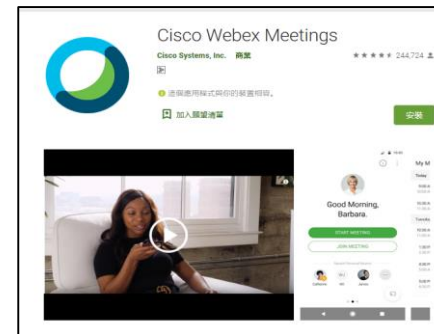 Cisco Webex Meetings
Cisco Systems, Inc. 商業
244,724
這個應用程式與你的裝置相容。
加入願望清單
安裝
Good Morning,
Barbara.
START MEETING
JOIN MEETING
My M
Today
Tuesday